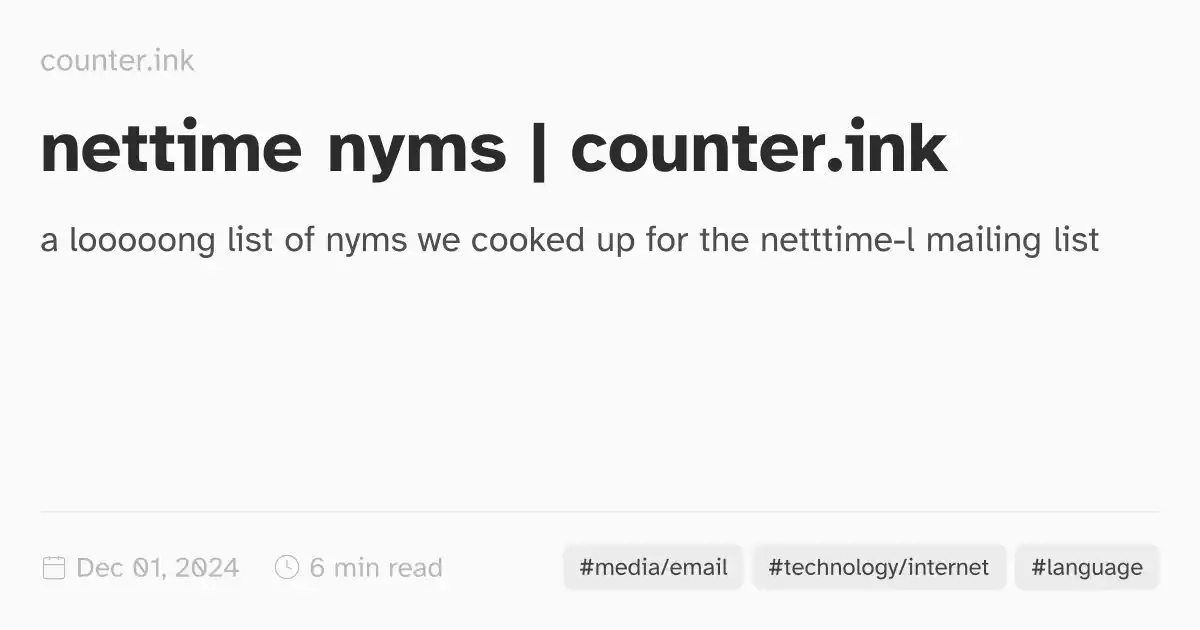 counter.ink
nettime nyms | counter.ink
a looooong list of nyms we cooked up for the netttime-l mailing list
Dec 01, 2024 6 min read #media/email #technology/internet #language